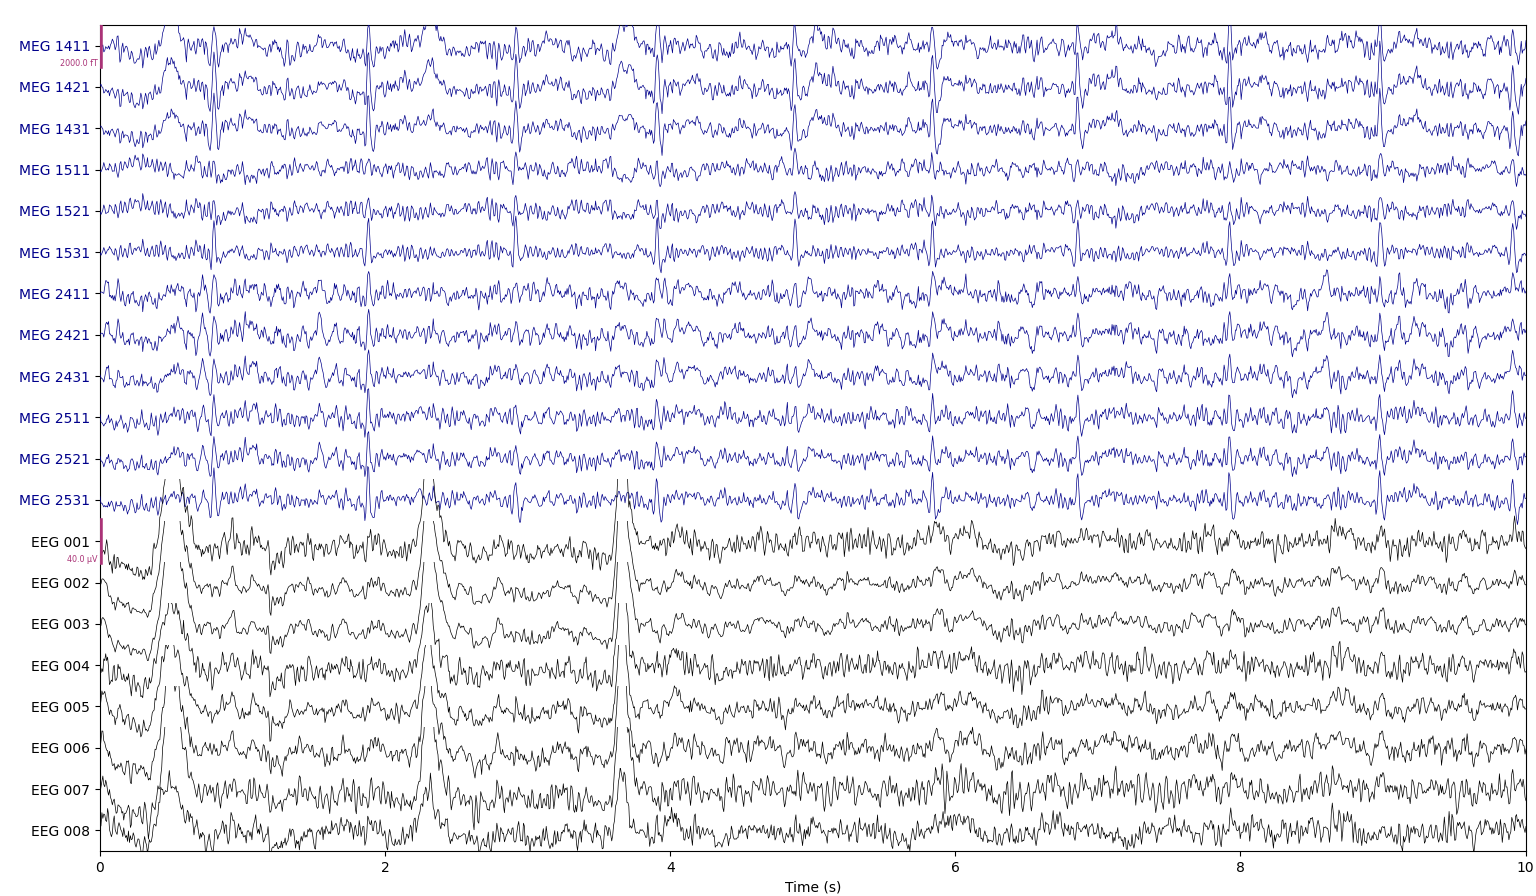 MEG 1411
2000.0 fT
MEG 1421
MEG 1431
MEG 1511
MEG 1521
MEG 1531
MEG 2411
MEG 2421
MEG 2431
MEG 2511
MEG 2521
MEG 2531
EEG 001
40.0 µV
EEG 002
EEG 003
EEG 004
EEG 005
EEG 006
EEG 007
EEG 008
0 2 4 6 8 10
Time (s)